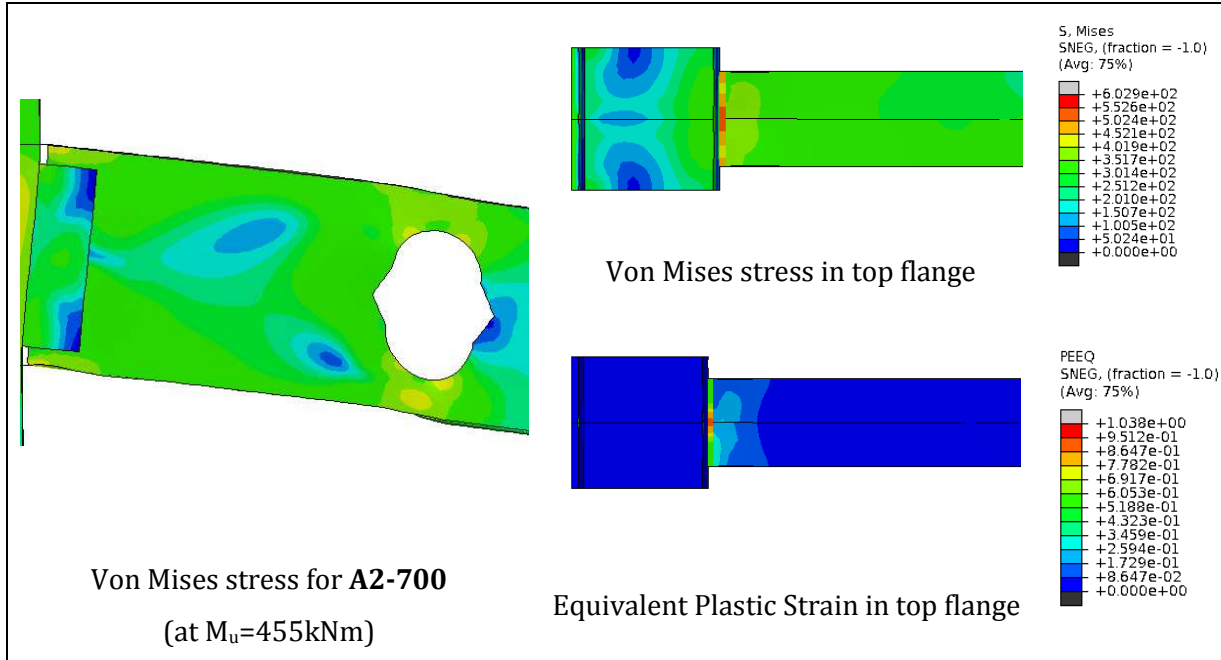 S, Mises
SNEG, (fraction = -1.0)
(Avg: 75%)
+6.029e+02
+5.526e+02
+5.024e+02
+4.521e+02
+4.019e+02
+3.517e+02
+3.014e+02
+2.512e+02
+2.010e+02
+1.507e+02
+1.005e+02
+5.024e+01
+0.000e+00
Von Mises stress in top flange
PEEQ
SNEG, (fraction = -1.0)
(Avg: 75%)
+1.038e+00
+9.512e-01
+8.647e-01
+7.782e-01
+6.917e-01
+6.053e-01
+5.188e-01
+4.323e-01
+3.459e-01
+2.594e-01
+1.729e-01
+8.647e-02
+0.000e+00
Von Mises stress for A2-700
(at Mu=455kNm)
Equivalent Plastic Strain in top flange